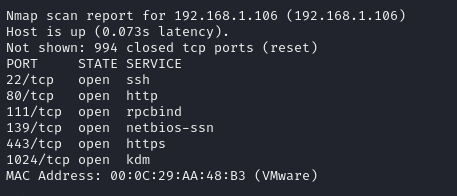 Nmap scan report for 192.168.1.106 (192.168.1.106)
Host is up (0.073s latency).
Not shown: 994 closed tcp ports (reset)
PORT     STATE SERVICE
22/tcp   open  ssh
80/tcp   open  http
111/tcp  open  rpcbind
139/tcp  open  netbios-ssn
443/tcp  open  https
1024/tcp open  kdm
MAC Address: 00:0C:29:AA:48:B3 (VMware)